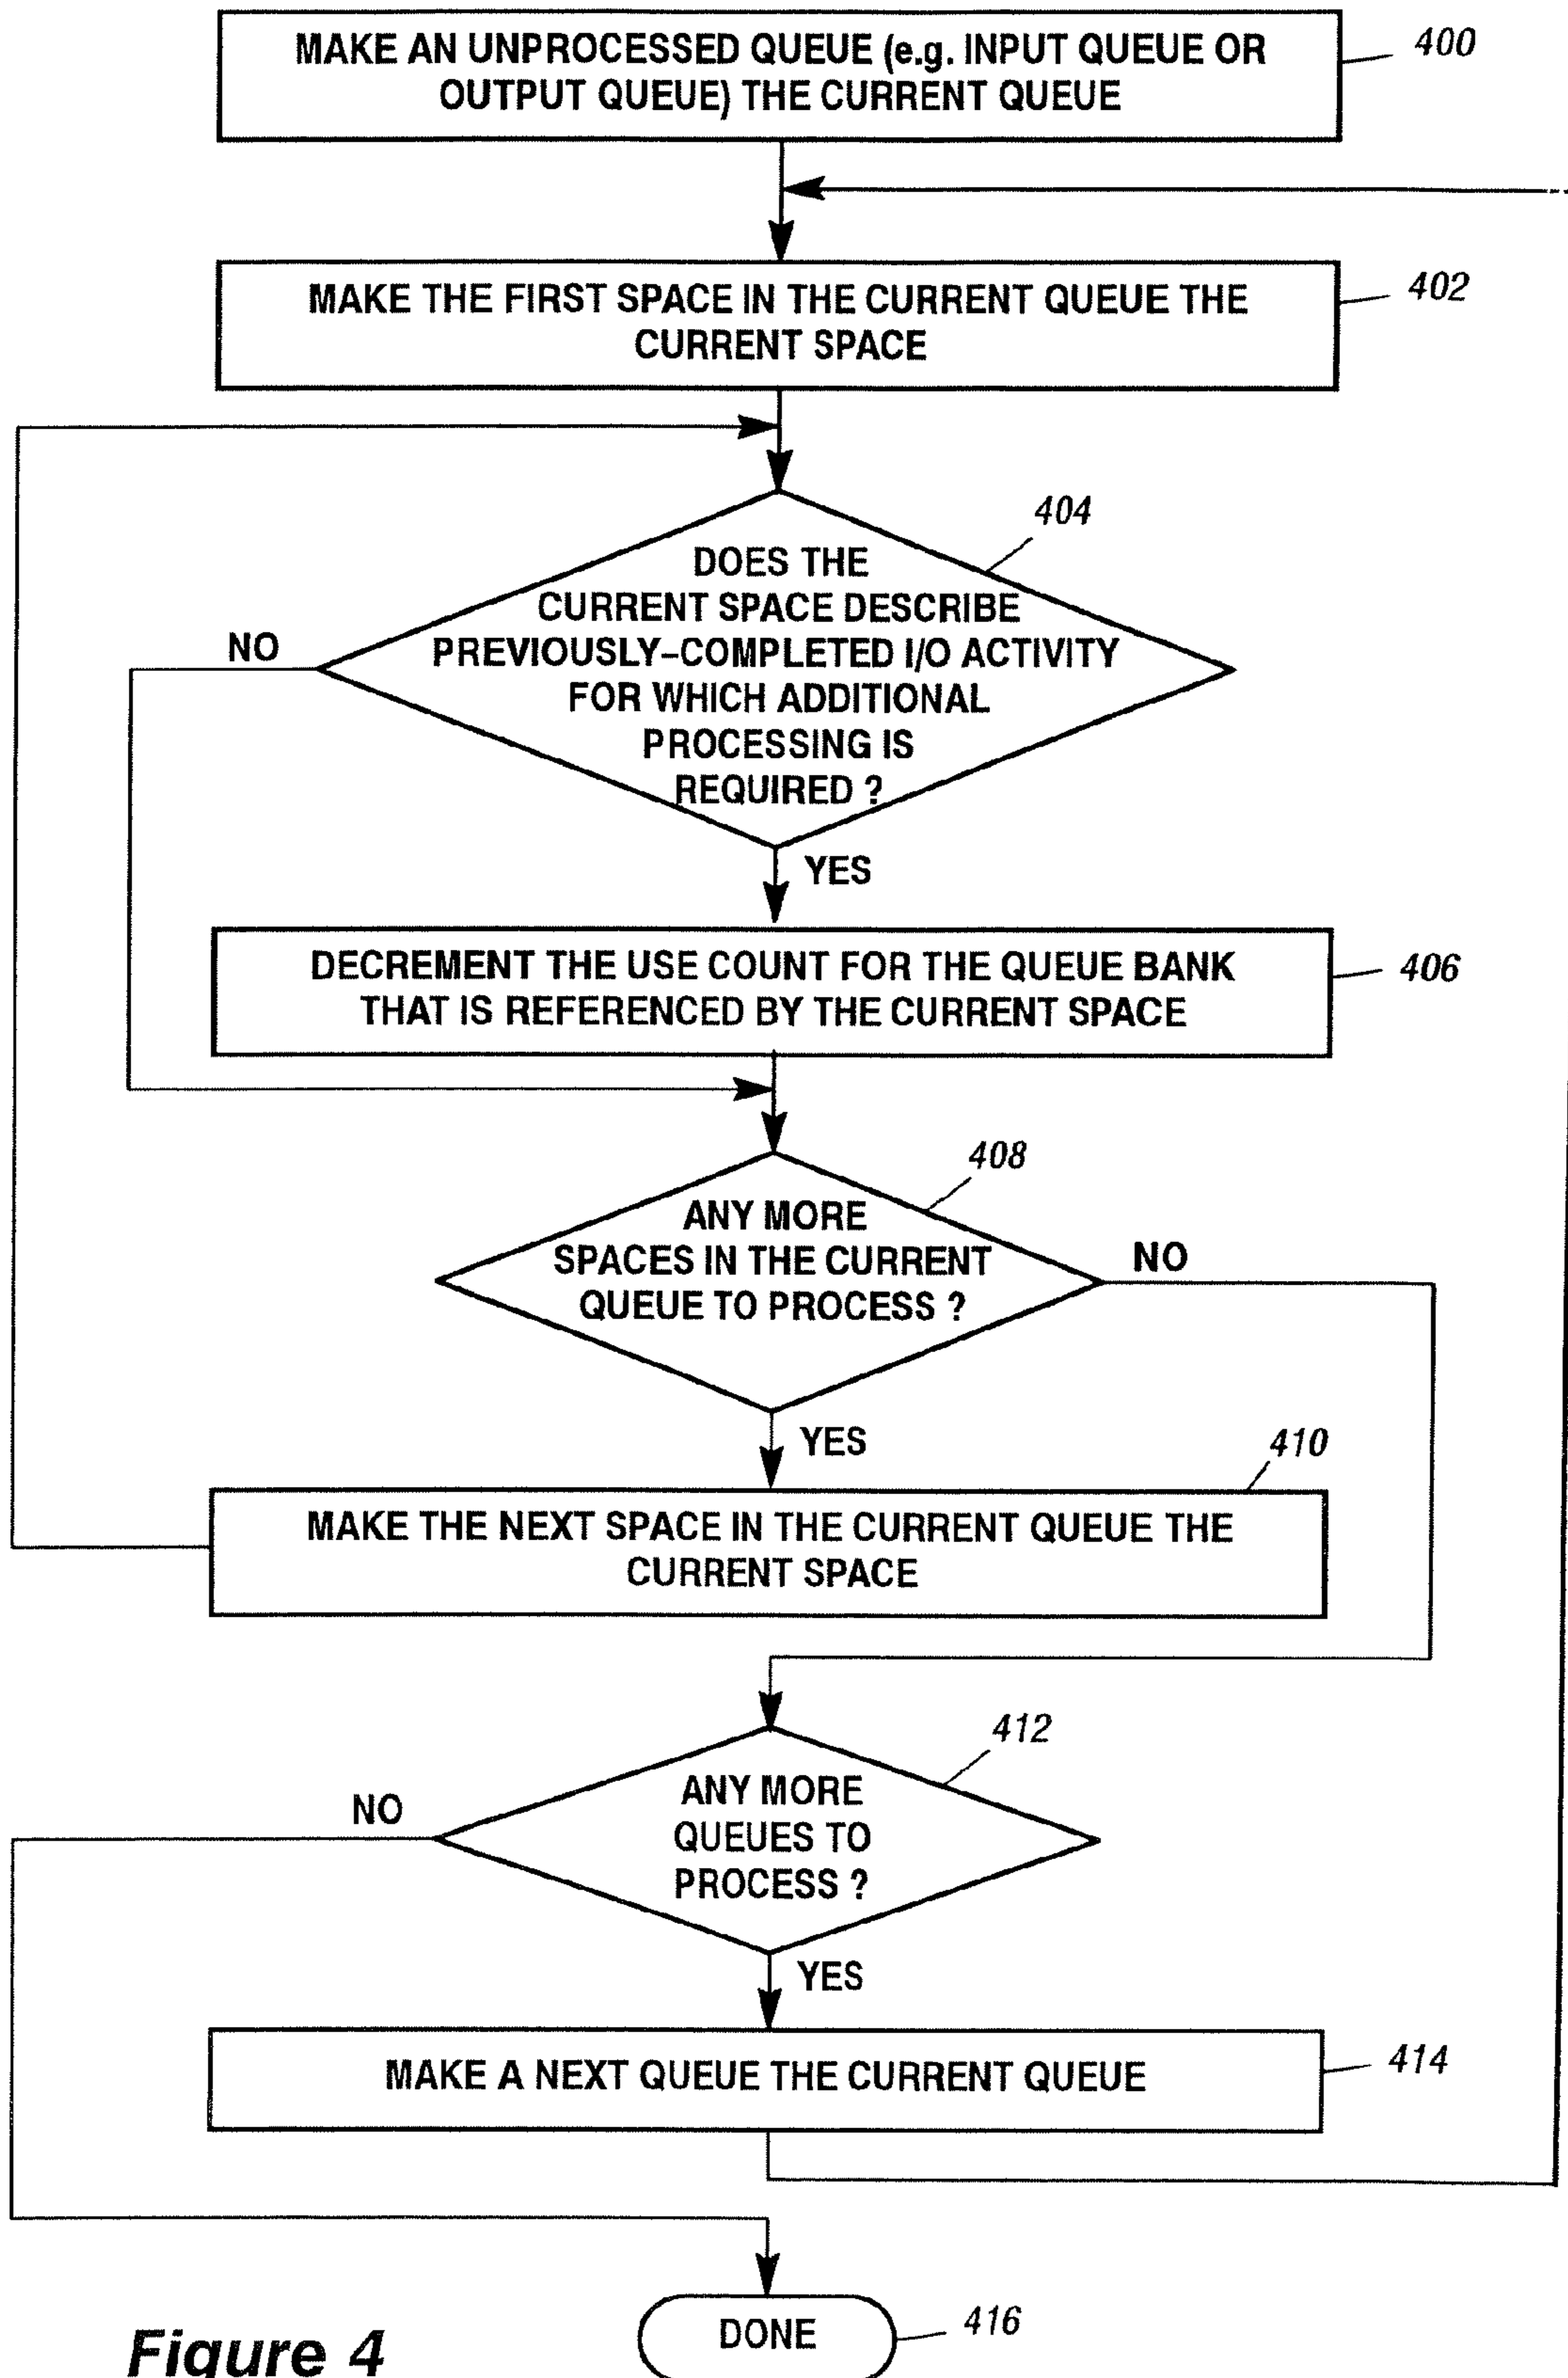 MAKE AN UNPROCESSED QUEUE (e.g. INPUT QUEUE OR
OUTPUT QUEUE) THE CURRENT QUEUE
400
MAKE THE FIRST SPACE IN THE CURRENT QUEUE THE
CURRENT SPACE
402
404
DOES THE
CURRENT SPACE DESCRIBE
PREVIOUSLY-COMPLETED I/O ACTIVITY
FOR WHICH ADDITIONAL
PROCESSING IS
REQUIRED ?
NO
YES
DECREMENT THE USE COUNT FOR THE QUEUE BANK
THAT IS REFERENCED BY THE CURRENT SPACE
406
408
ANY MORE
SPACES IN THE CURRENT
QUEUE TO PROCESS ?
NO
YES
410
MAKE THE NEXT SPACE IN THE CURRENT QUEUE THE
CURRENT SPACE
412
ANY MORE
QUEUES TO
PROCESS ?
NO
YES
MAKE A NEXT QUEUE THE CURRENT QUEUE
414
DONE
416
Figure 4